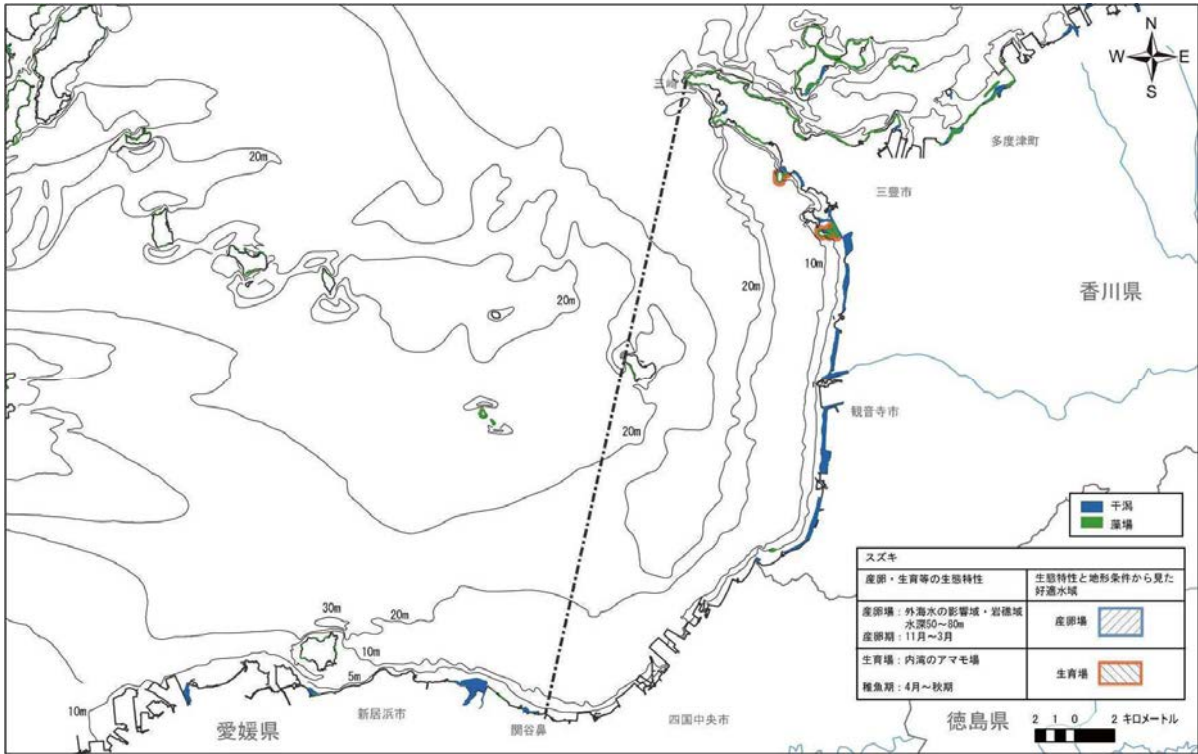 N
W E
S
三崎
多度津町
三豊市
20m
10m
20m
20m
香川県
20m
観音寺市
干潟
藻場
スズキ
産卵・生育等の生態特性
生態特性と地形条件から見た
好適水域
産卵場：外海水の影響域・岩礁域
水深50～80m
産卵期：11月～3月
産卵場
生育場：内湾のアマモ場
稚魚期：4月～秋期
生育場
30m
20m
10m
5m
10m
新居浜市
愛媛県
関谷鼻
四国中央市
徳島県
2 1 0 2 キロメートル